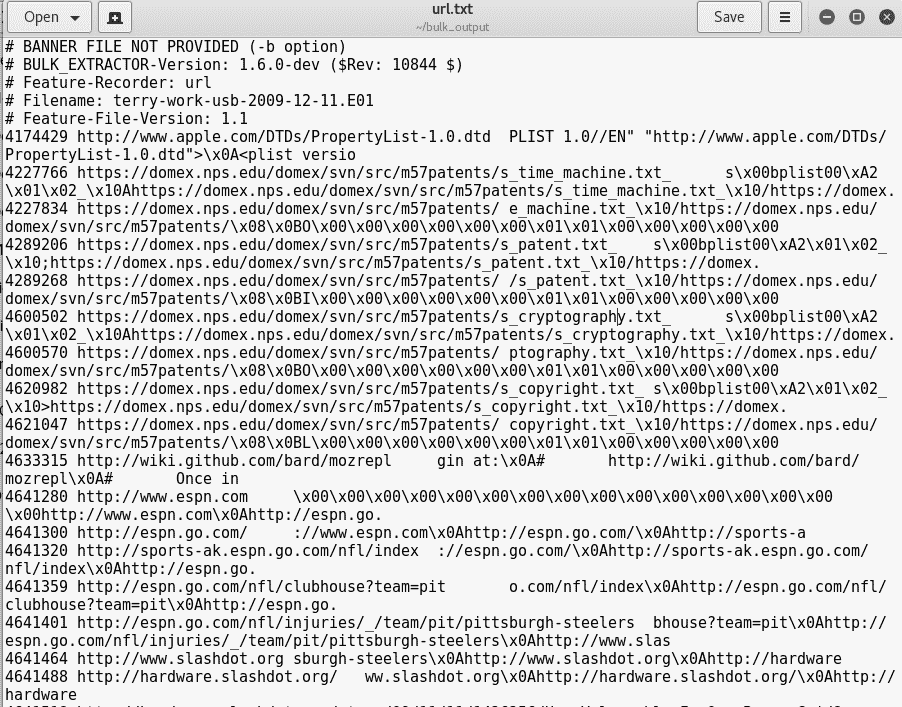 Open
url.txt
~/bulk_output
Save
# BANNER FILE NOT PROVIDED (-b option)
# BULK_EXTRACTOR-Version: 1.6.0-dev ($Rev: 10844 $)
# Feature-Recorder: url
# Filename: terry-work-usb-2009-12-11.E01
# Feature-File-Version: 1.1
4174429 http://www.apple.com/DTDs/PropertyList-1.0.dtd  PLIST 1.0//EN" "http://www.apple.com/DTDs/
PropertyList-1.0.dtd">\x0A<plist versio
4227766 https://domex.nps.edu/domex/svn/src/m57patents/s_time_machine.txt_      s\x00bplist00\xA2
\x01\x02_\x10Ahttps://domex.nps.edu/domex/svn/src/m57patents/s_time_machine.txt_\x10/https://domex.
4227834 https://domex.nps.edu/domex/svn/src/m57patents/ e_machine.txt_\x10/https://domex.nps.edu/
domex/svn/src/m57patents/\x08\x0BO\x00\x00\x00\x00\x00\x00\x01\x01\x00\x00\x00\x00\x00
4289206 https://domex.nps.edu/domex/svn/src/m57patents/s_patent.txt_    s\x00bplist00\xA2\x01\x02_
\x10;https://domex.nps.edu/domex/svn/src/m57patents/s_patent.txt_\x10/https://domex.
4289268 https://domex.nps.edu/domex/svn/src/m57patents/ /s_patent.txt_\x10/https://domex.nps.edu/
domex/svn/src/m57patents/\x08\x0BI\x00\x00\x00\x00\x00\x00\x01\x01\x00\x00\x00\x00\x00
4600502 https://domex.nps.edu/domex/svn/src/m57patents/s_cryptography.txt_      s\x00bplist00\xA2
\x01\x02_\x10Ahttps://domex.nps.edu/domex/svn/src/m57patents/s_cryptography.txt_\x10/https://domex.
4600570 https://domex.nps.edu/domex/svn/src/m57patents/ ptography.txt_\x10/https://domex.nps.edu/
domex/svn/src/m57patents/\x08\x0BO\x00\x00\x00\x00\x00\x00\x01\x01\x00\x00\x00\x00\x00
4620982 https://domex.nps.edu/domex/svn/src/m57patents/s_copyright.txt_ s\x00bplist00\xA2\x01\x02_
\x10>https://domex.nps.edu/domex/svn/src/m57patents/s_copyright.txt_\x10/https://domex.
4621047 https://domex.nps.edu/domex/svn/src/m57patents/ copyright.txt_\x10/https://domex.nps.edu/
domex/svn/src/m57patents/\x08\x0BL\x00\x00\x00\x00\x00\x00\x01\x01\x00\x00\x00\x00\x00
4633315 http://wiki.github.com/bard/mozrepl     gin at:\x0A#       http://wiki.github.com/bard/
mozrepl\x0A#       Once in
4641280 http://www.espn.com     \x00\x00\x00\x00\x00\x00\x00\x00\x00\x00\x00\x00\x00\x00\x00
\x00http://www.espn.com\x0Ahttp://espn.go.
4641300 http://espn.go.com/     ://www.espn.com\x0Ahttp://espn.go.com/\x0Ahttp://sports-a
4641320 http://sports-ak.espn.go.com/nfl/index  ://espn.go.com/\x0Ahttp://sports-ak.espn.go.com/
nfl/index\x0Ahttp://espn.go.
4641359 http://espn.go.com/nfl/clubhouse?team=pit       o.com/nfl/index\x0Ahttp://espn.go.com/nfl/
clubhouse?team=pit\x0Ahttp://espn.go.
4641401 http://espn.go.com/nfl/injuries/_/team/pit/pittsburgh-steelers  bhouse?team=pit\x0Ahttp://
espn.go.com/nfl/injuries/_/team/pit/pittsburgh-steelers\x0Ahttp://www.slas
4641464 http://www.slashdot.org sburgh-steelers\x0Ahttp://www.slashdot.org\x0Ahttp://hardware
4641488 http://hardware.slashdot.org/   ww.slashdot.org\x0Ahttp://hardware.slashdot.org/\x0Ahttp://
hardware